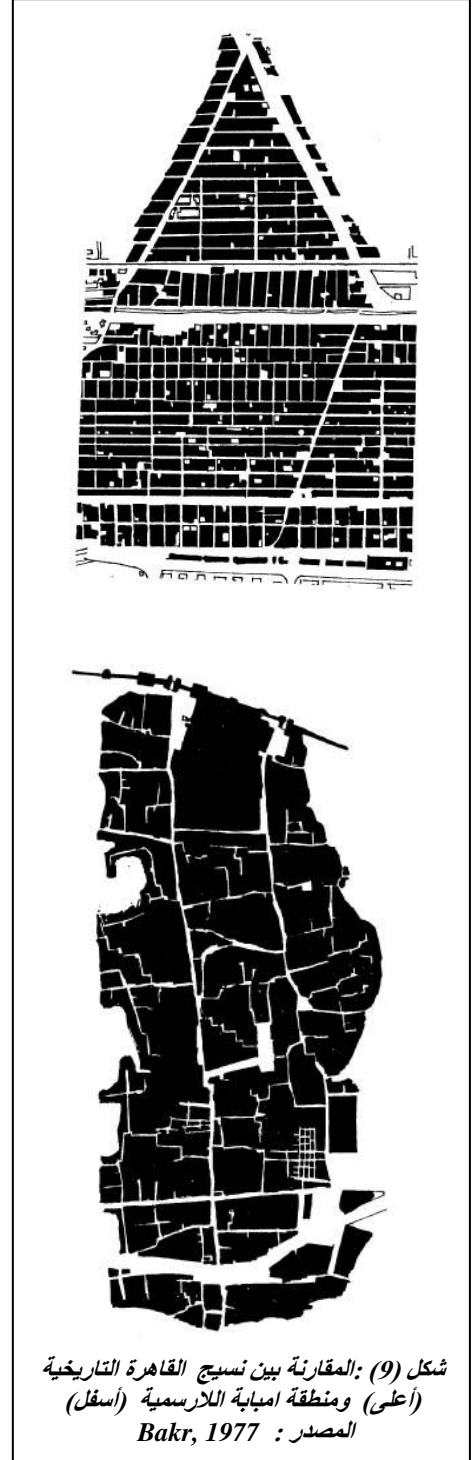 شكل (9) :المقارنة بين نسيج القاهرة التاريخية
(أعلى) ومنطقة امبابة اللارسمية (أسفل)
المصدر : Bakr, 1977